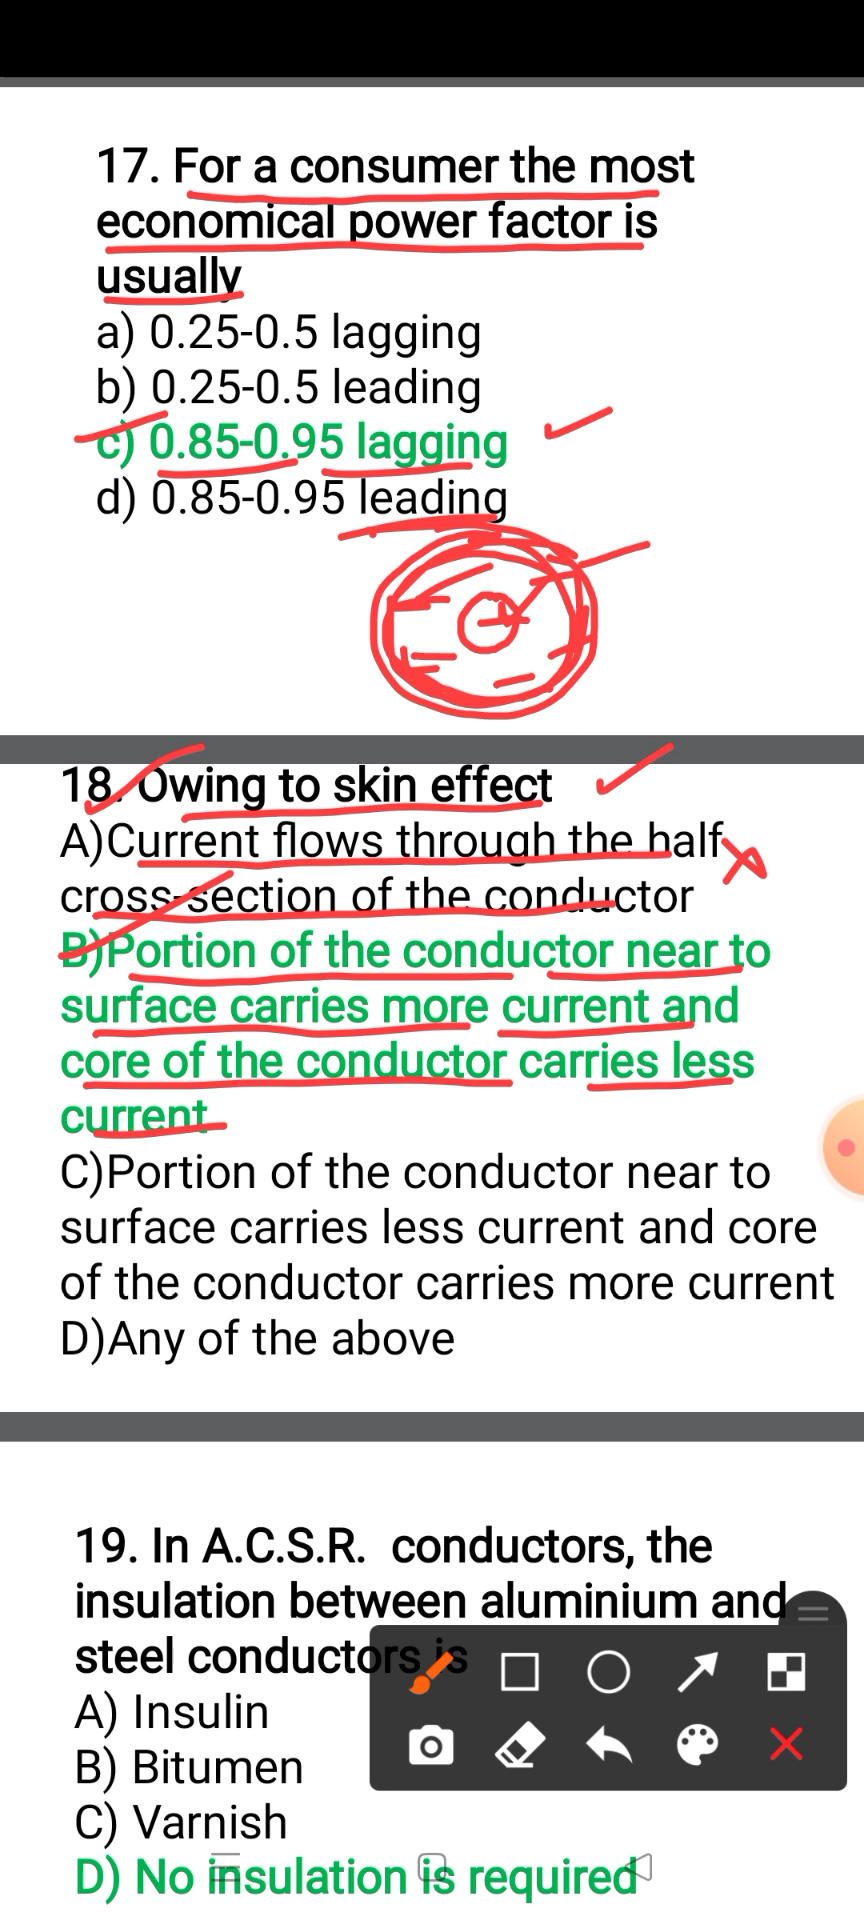 17. For a consumer the most
economical power factor is
usually
a) 0.25-0.5 lagging
b) 0.25-0.5 leading
c) 0.85-0.95 lagging
d) 0.85-0.95 leading
18. Owing to skin effect
A)Current flows through the half
cross-section of the conductor
B)Portion of the conductor near to
surface carries more current and
core of the conductor carries less
current
C)Portion of the conductor near to
surface carries less current and core
of the conductor carries more current
D)Any of the above
19. In A.C.S.R. conductors, the
insulation between aluminium and
steel conductors is
A) Insulin
B) Bitumen
C) Varnish
D) No insulation is required